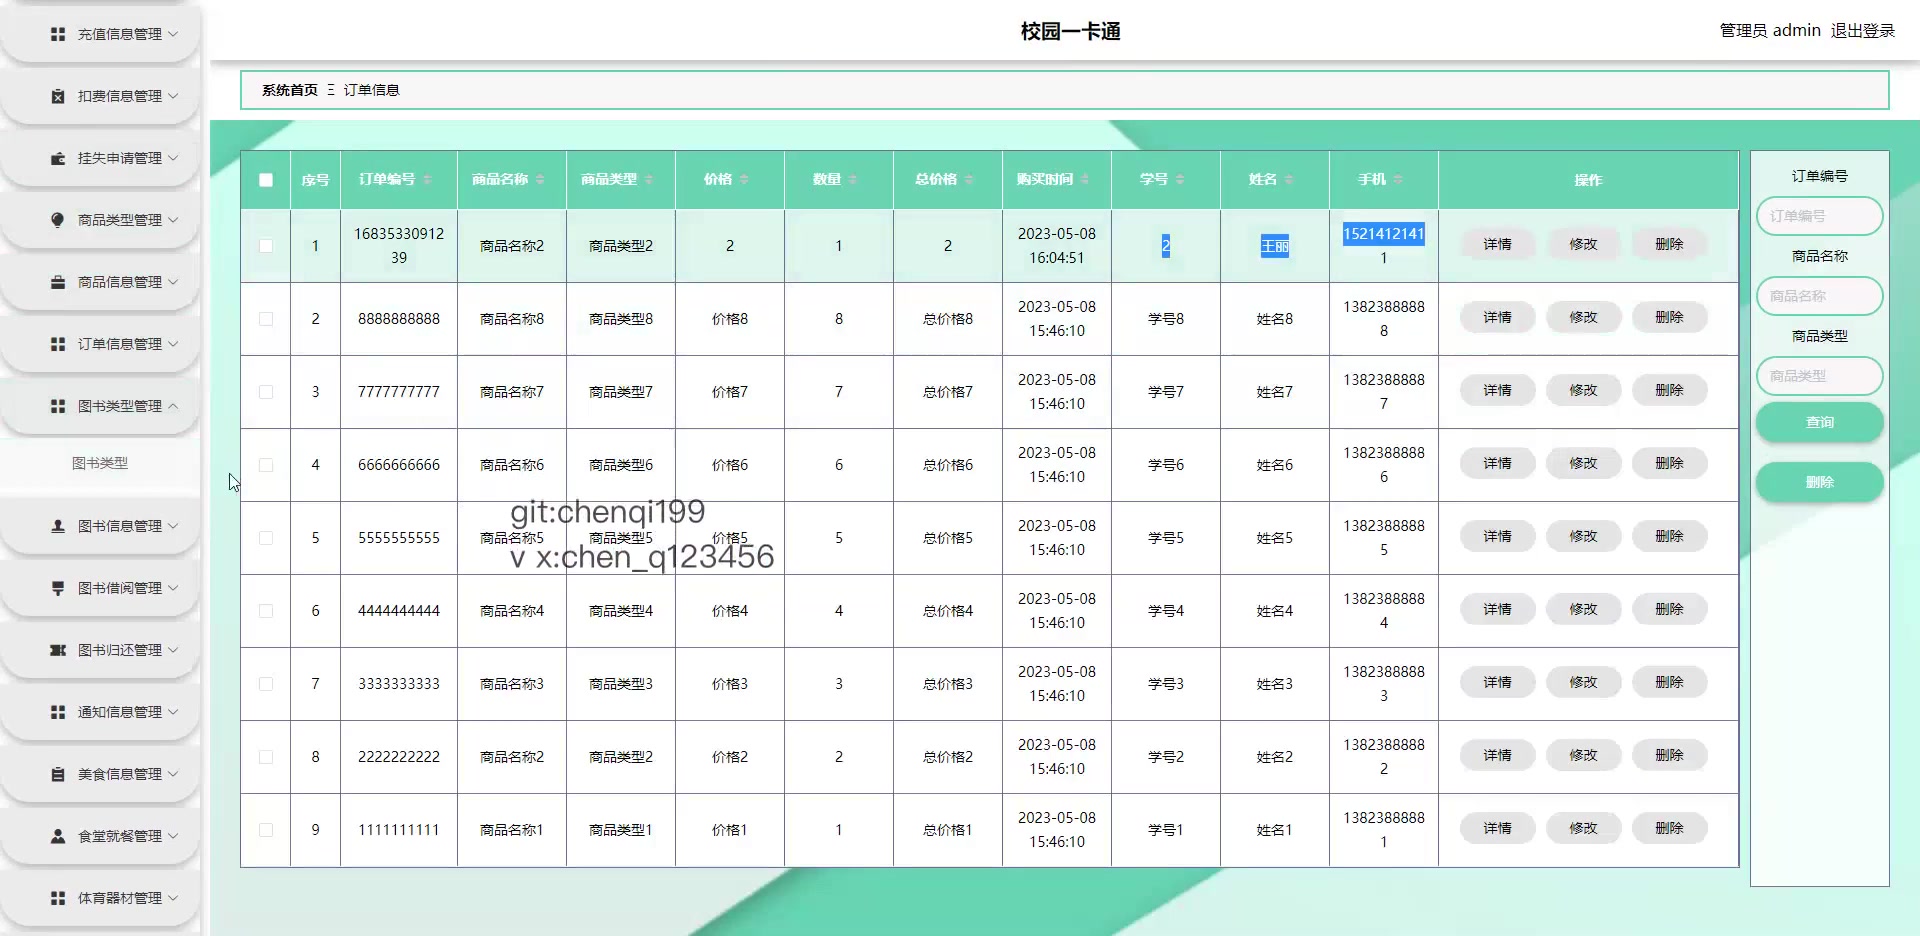 校园一卡通
管理员 admin 退出登录
系统首页 Ξ 订单信息
充值信息管理
扣费信息管理
挂失申请管理
商品类型管理
商品信息管理
订单信息管理
图书类型管理
图书类型
图书信息管理
图书借阅管理
图书归还管理
通知信息管理
美食信息管理
食堂就餐管理
体育器材管理
序号 订单编号 商品名称 商品类型 价格 数量 总价格 购买时间 学号 姓名 手机 操作
1 16835330912 39 商品名称2 商品类型2 2 1 2 2023-05-08 16:04:51 2 王丽 1521412141 1 详情 修改 删除
2 8888888888 商品名称8 商品类型8 价格8 8 总价格8 2023-05-08 15:46:10 学号8 姓名8 1382388888 8 详情 修改 删除
3 7777777777 商品名称7 商品类型7 价格7 7 总价格7 2023-05-08 15:46:10 学号7 姓名7 1382388888 7 详情 修改 删除
4 6666666666 商品名称6 商品类型6 价格6 6 总价格6 2023-05-08 15:46:10 学号6 姓名6 1382388888 6 详情 修改 删除
5 5555555555 商品名称5 商品类型5 价格5 5 总价格5 2023-05-08 15:46:10 学号5 姓名5 1382388888 5 详情 修改 删除
6 4444444444 商品名称4 商品类型4 价格4 4 总价格4 2023-05-08 15:46:10 学号4 姓名4 1382388888 4 详情 修改 删除
7 3333333333 商品名称3 商品类型3 价格3 3 总价格3 2023-05-08 15:46:10 学号3 姓名3 1382388888 3 详情 修改 删除
8 2222222222 商品名称2 商品类型2 价格2 2 总价格2 2023-05-08 15:46:10 学号2 姓名2 1382388888 2 详情 修改 删除
9 1111111111 商品名称1 商品类型1 价格1 1 总价格1 2023-05-08 15:46:10 学号1 姓名1 1382388888 1 详情 修改 删除
git:chenqi199
v x:chen_q123456
订单编号
订单编号
商品名称
商品名称
商品类型
商品类型
查询
删除